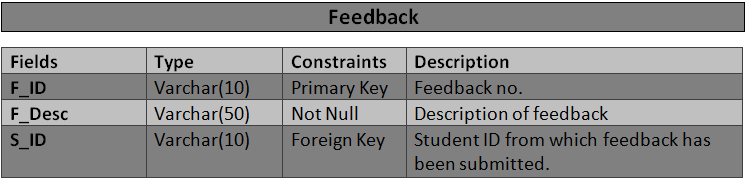 Feedback
Fields Type Constraints Description
F_ID Varchar(10) Primary Key Feedback no.
F_Desc Varchar(50) Not Null Description of feedback
S_ID Varchar(10) Foreign Key Student ID from which feedback has
been submitted.